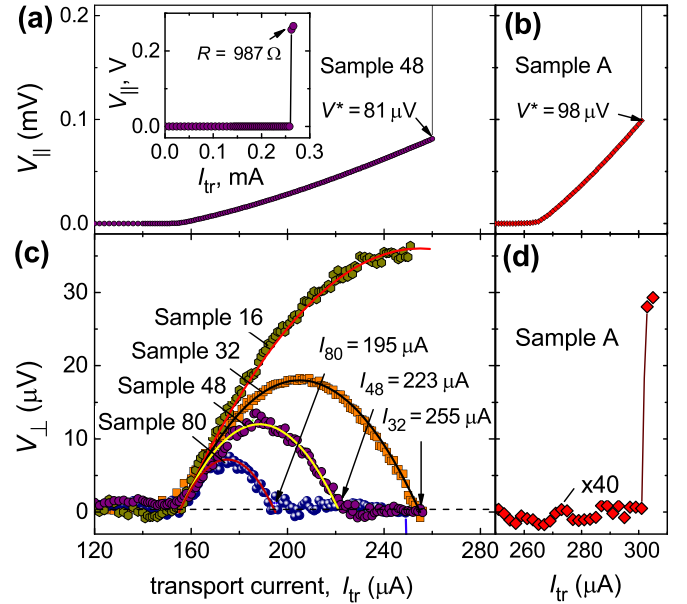 (a)
(b)
0.2
0.1
0.0
V|| (mV)
0.2
0.0
V||, V
R = 987 Ω
0.0 0.1 0.2 0.3
Itr, mA
Sample 48
V* = 81 μV
Sample A
V* = 98 μV
(c)
(d)
30
20
10
0
V⊥ (μV)
Sample 16
Sample 32
Sample 48
Sample 80
I80 = 195 μA
I48 = 223 μA
I32 = 255 μA
Sample A
x40
120 160 200 240 280
260 280 300
transport current, Itr (μA)
Itr (μA)